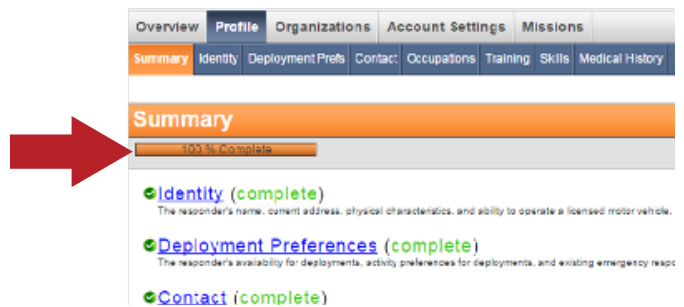 Overview Profile Organizations Account Settings Missions
Summary Identity Deployment Prefs Contact Occupations Training Skills Medical History
Summary
100 % Complete
Identity (complete)
The responder's name, current address, physical characteristics, and ability to operate a licensed motor vehicle.
Deployment Preferences (complete)
The responder's availability for deployments, activity preferences for deployments, and existing emergency respo
Contact (complete)